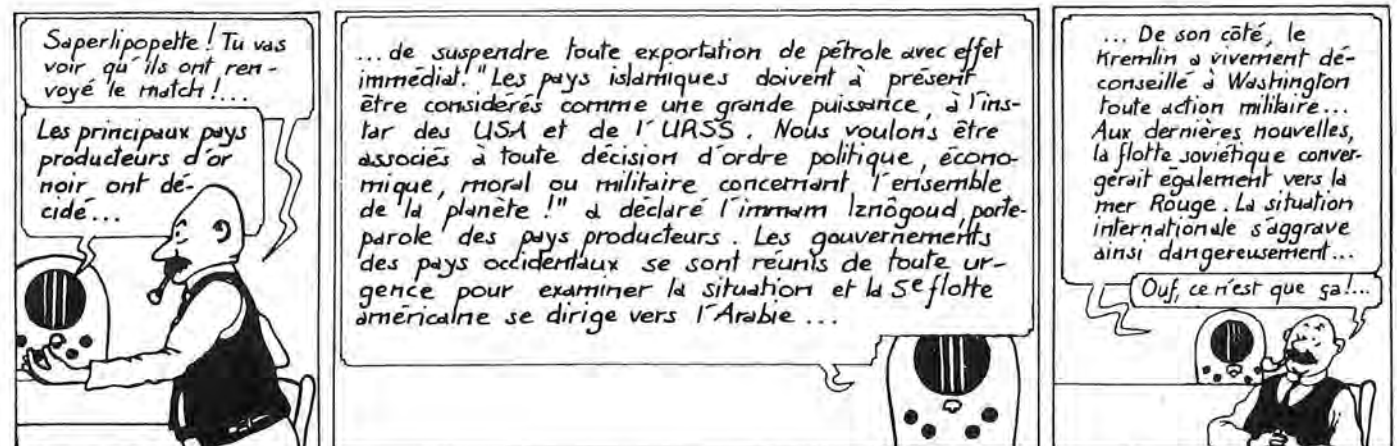 Saperlipopette! Tu vas
voir qu'ils ont ren-
voyé le match!...
Les principaux pays
producteurs d'or
noir ont dé-
cidé...
... de suspendre toute exportation de pétrole avec effet
immédiat! "Les pays islamiques doivent à présent
être considérés comme une grande puissance, à l'ins-
tar des USA et de l'URSS. Nous voulons être
associés à toute décision d'ordre politique, écono-
mique, moral ou militaire concernant l'ensemble
de la planète!" a déclaré l'immam Iznôgoud, porte-
parole des pays producteurs. Les gouvernements
des pays occidentaux se sont réunis de toute ur-
gence pour examiner la situation et la 5e flotte
américaine se dirige vers l'Arabie...
... De son côté, le
Kremlin a vivement dé-
conseillé à Washington
toute action militaire...
Aux dernières nouvelles,
la flotte soviétique conver-
gerait également vers la
mer Rouge. La situation
internationale s'aggrave
ainsi dangereusement...
Ouf, ce n'est que ça!...